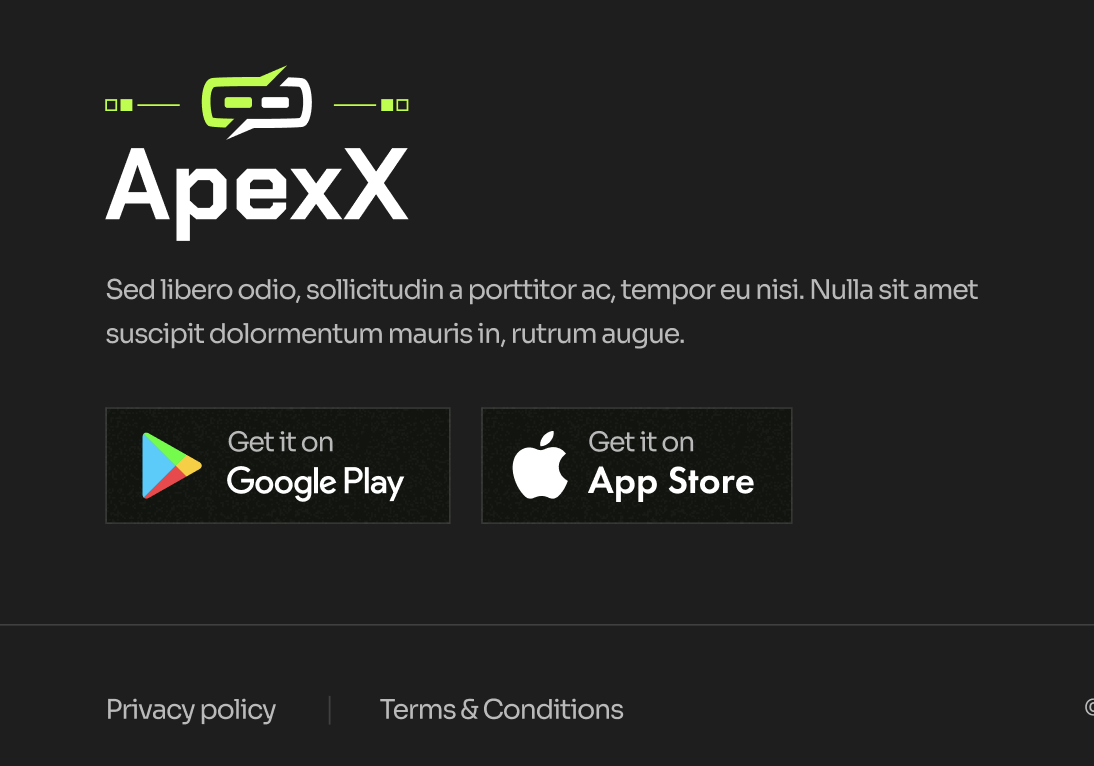 ApexX
Sed libero odio, sollicitudin a porttitor ac, tempor eu nisi. Nulla sit amet
suscipit dolormentum mauris in, rutrum augue.
Get it on
Google Play
Get it on
App Store
Privacy policy
Terms & Conditions
©